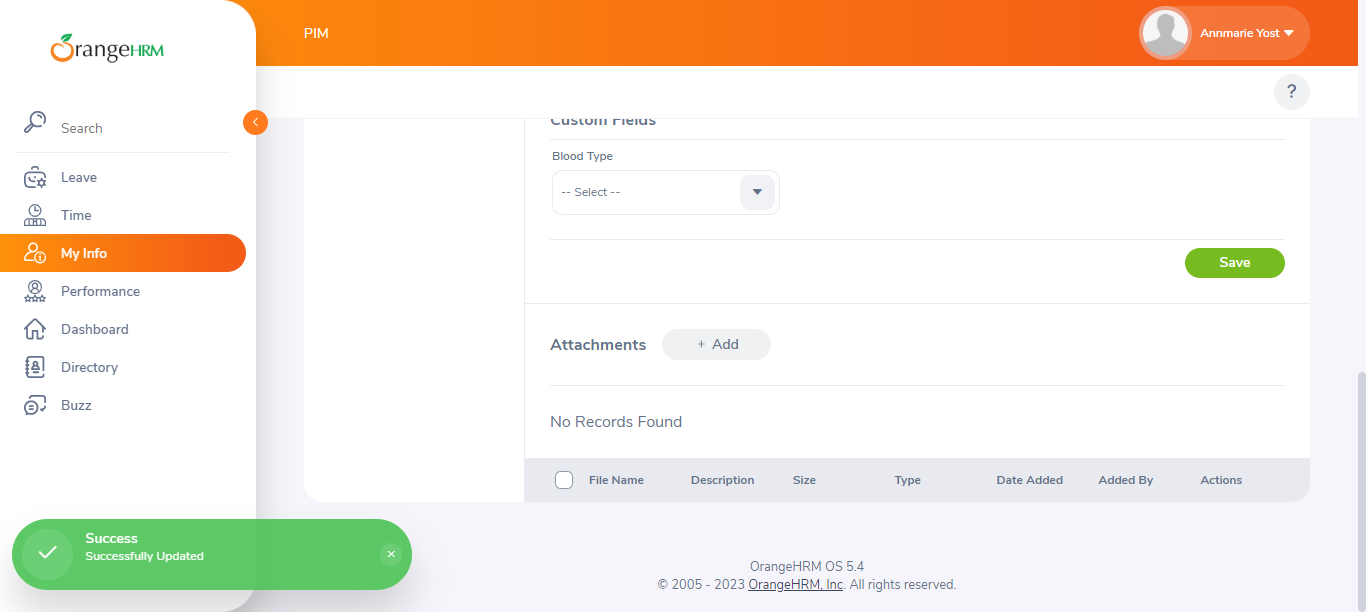 OrangeHRM
PIM
Annmarie Yost
?
Search
Leave
Time
My Info
Performance
Dashboard
Directory
Buzz
Custom Fields
Blood Type
-- Select --
Save
Attachments
+ Add
No Records Found
File Name Description Size Type Date Added Added By Actions
Success
Successfully Updated
OrangeHRM OS 5.4
© 2005 - 2023 OrangeHRM, Inc. All rights reserved.